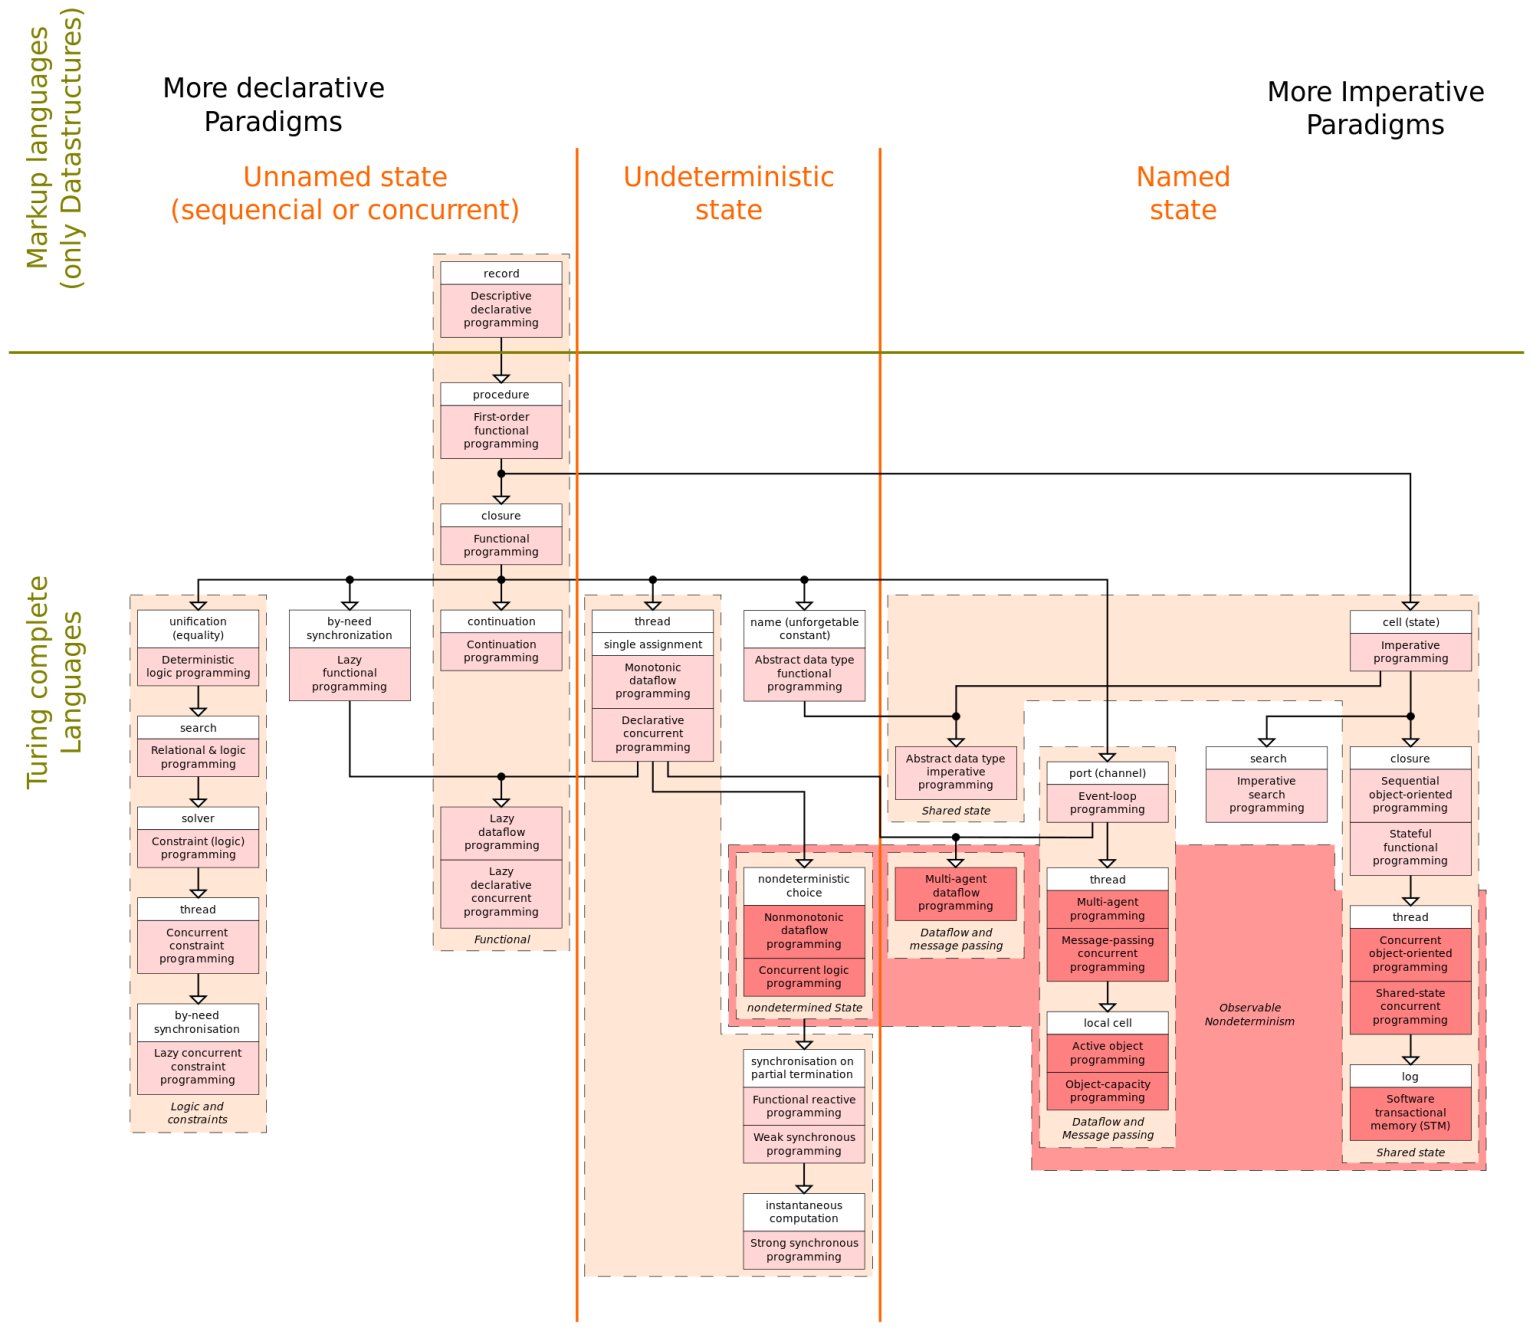 Markup languages
(only Datastructures)
More declarative
Paradigms
More Imperative
Paradigms
Unnamed state
(sequencial or concurrent)
Undeterministic
state
Named
state
record
Descriptive
declarative
programming
Turing complete
Languages
procedure
First-order
functional
programming
closure
Functional
programming
unification
(equality)
Deterministic
logic programming
search
Relational & logic
programming
solver
Constraint (logic)
programming
thread
Concurrent
constraint
programming
by-need
synchronisation
Lazy concurrent
constraint
programming
Logic and
constraints
by-need
synchronization
Lazy
functional
programming
continuation
Continuation
programming
Lazy
dataflow
programming
Lazy
declarative
concurrent
programming
Functional
thread
single assignment
Monotonic
dataflow
programming
Declarative
concurrent
programming
name (unforgetable
constant)
Abstract data type
functional
programming
nondeterministic
choice
Nonmonotonic
dataflow
programming
Concurrent logic
programming
nondetermined State
synchronisation on
partial termination
Functional reactive
programming
Weak synchronous
programming
instantaneous
computation
Strong synchronous
programming
Abstract data type
imperative
programming
Shared state
Multi-agent
dataflow
programming
Dataflow and
message passing
port (channel)
Event-loop
programming
thread
Multi-agent
programming
Message-passing
concurrent
programming
local cell
Active object
programming
Object-capacity
programming
Dataflow and
Message passing
search
Imperative
search
programming
Observable
Nondeterminism
cell (state)
Imperative
programming
closure
Sequential
object-oriented
programming
Stateful
functional
programming
thread
Concurrent
object-oriented
programming
Shared-state
concurrent
programming
log
Software
transactional
memory (STM)
Shared state